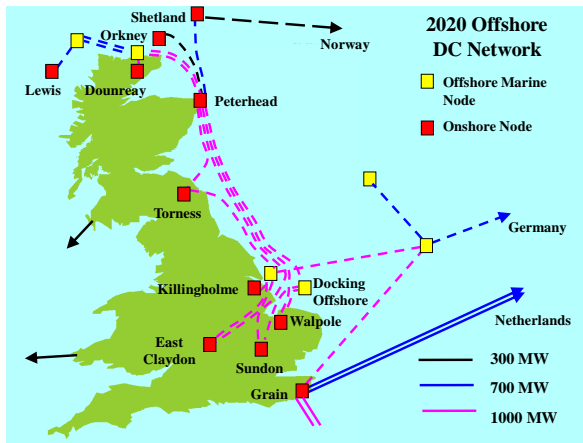 Shetland
Orkney
Norway
2020 Offshore
DC Network
Offshore Marine
Node
Onshore Node
Lewis
Dounreay
Peterhead
Torness
Germany
Killingholme
Docking
Offshore
Walpole
Netherlands
East
Claydon
Sundon
Grain
300 MW
700 MW
1000 MW